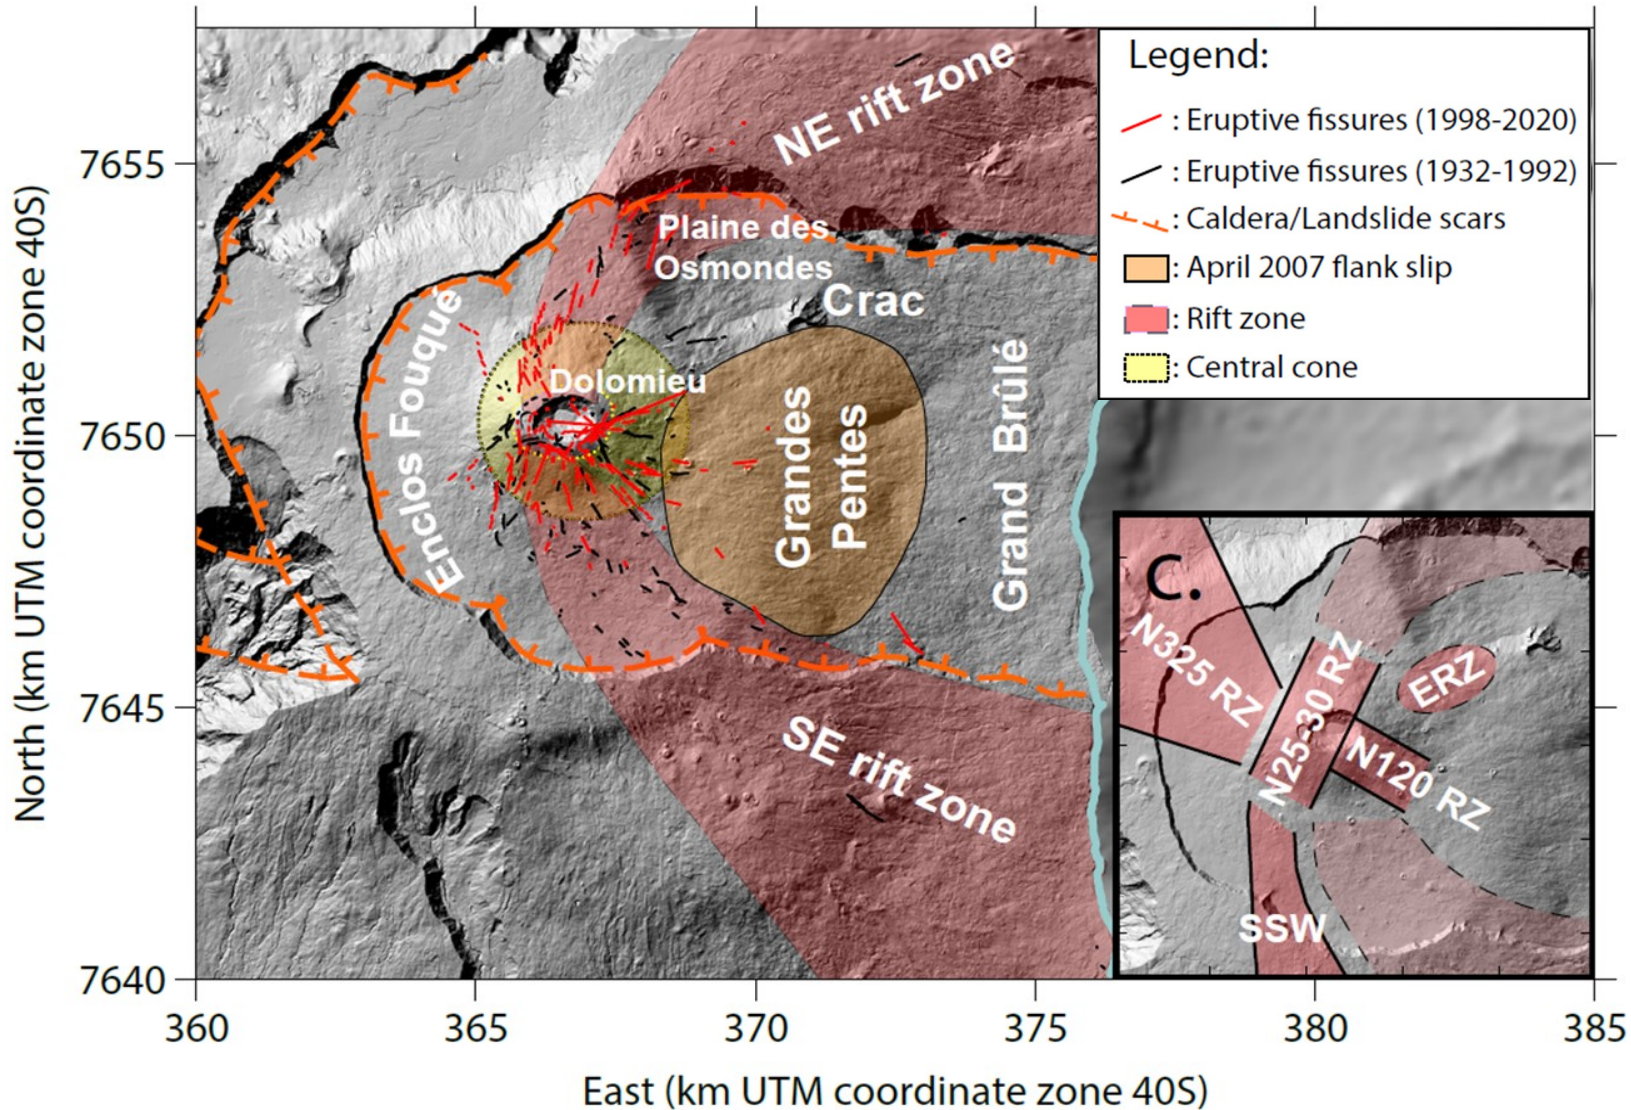 Legend:
: Eruptive fissures (1998-2020)
: Eruptive fissures (1932-1992)
: Caldera/Landslide scars
: April 2007 flank slip
: Rift zone
: Central cone
NE rift zone
Plaine des
Osmondes
Crac
Enclos Fouqué
Dolomieu
Grandes
Pentes
Grand Brûlé
SE rift zone
C.
N325 RZ
N25-30 RZ
ERZ
N120 RZ
SSW
North (km UTM coordinate zone 40S)
7655
7650
7645
7640
360
365
370
375
380
385
East (km UTM coordinate zone 40S)